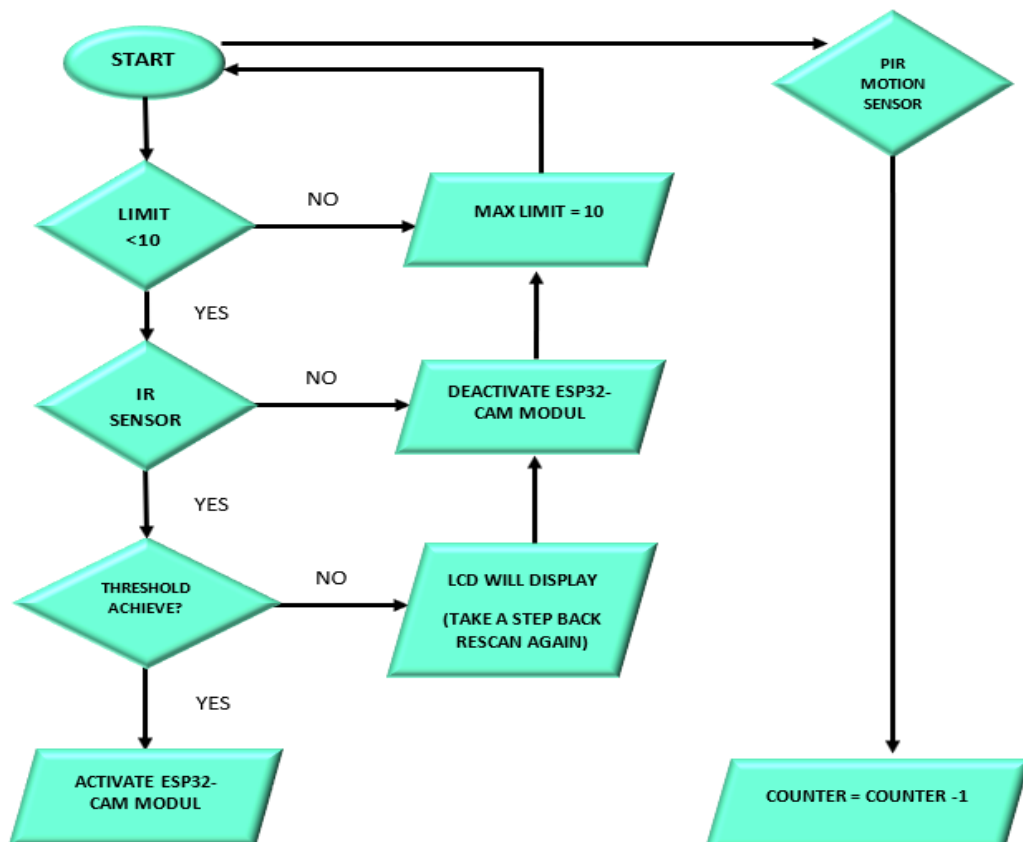 START
PIR
MOTION
SENSOR
LIMIT
<10
NO
MAX LIMIT = 10
YES
IR
SENSOR
NO
DEACTIVATE ESP32-
CAM MODUL
YES
THRESHOLD
ACHIEVE?
NO
LCD WILL DISPLAY
(TAKE A STEP BACK
RESCAN AGAIN)
YES
ACTIVATE ESP32-
CAM MODUL
COUNTER = COUNTER -1